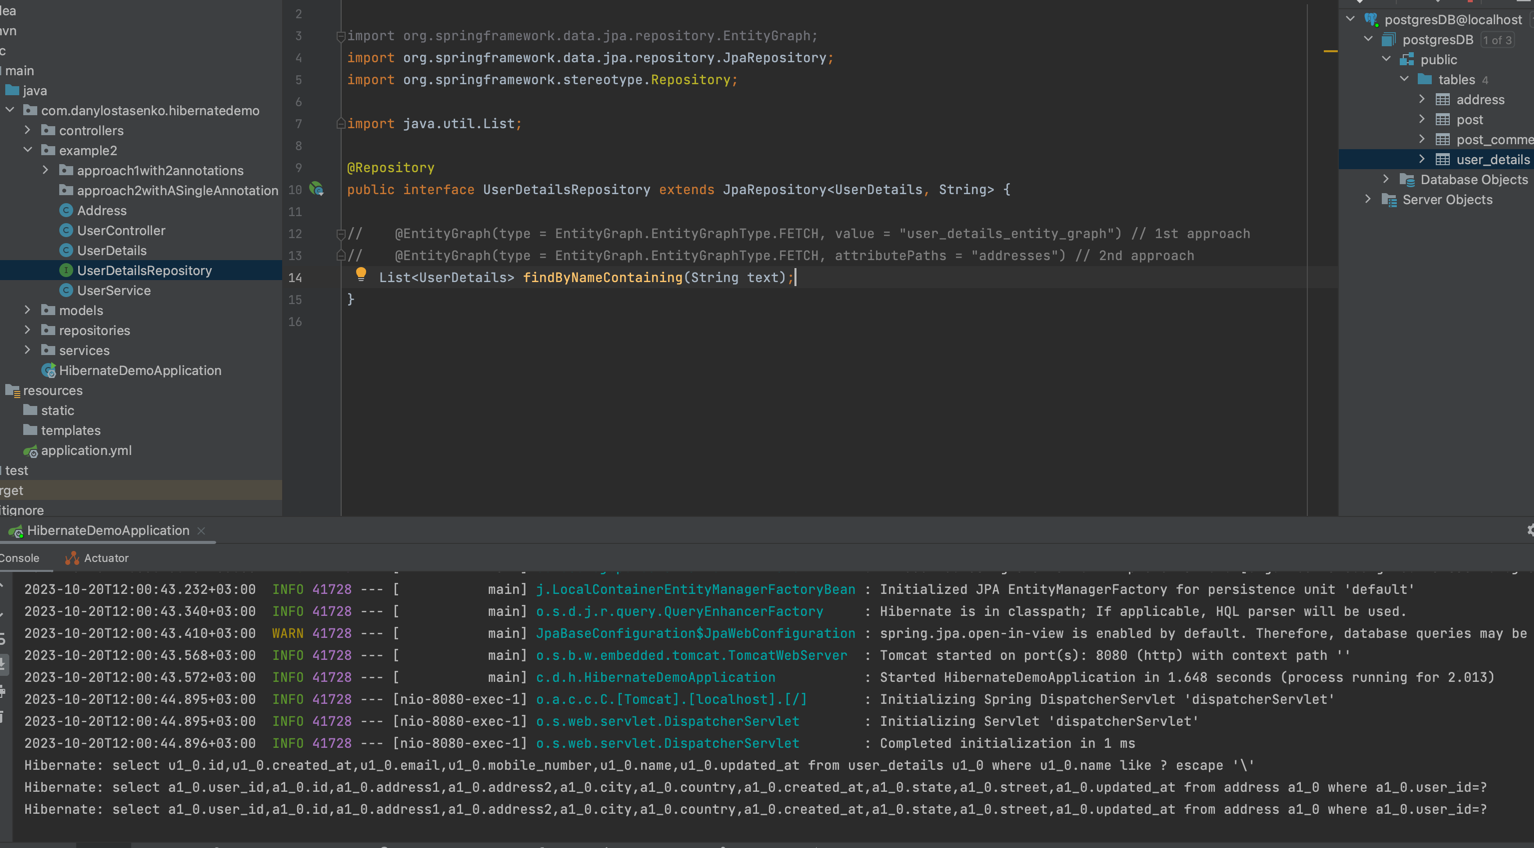 dea
vn
c
main
java
com.danylostasenko.hibernatedemo
controllers
example2
approach1with2annotations
approach2withASingleAnnotation
Address
UserController
UserDetails
UserDetailsRepository
UserService
models
repositories
services
HibernateDemoApplication
resources
static
templates
application.yml
test
rget
itignore
2
3 import org.springframework.data.jpa.repository.EntityGraph;
4 import org.springframework.data.jpa.repository.JpaRepository;
5 import org.springframework.stereotype.Repository;
6
7 import java.util.List;
8
9 @Repository
10 public interface UserDetailsRepository extends JpaRepository<UserDetails, String> {
11
12 //    @EntityGraph(type = EntityGraph.EntityGraphType.FETCH, value = "user_details_entity_graph") // 1st approach
13 //    @EntityGraph(type = EntityGraph.EntityGraphType.FETCH, attributePaths = "addresses") // 2nd approach
14     List<UserDetails> findByNameContaining(String text);
15 }
16
postgresDB@localhost
postgresDB 1 of 3
public
tables 4
address
post
post_comme
user_details
Database Objects
Server Objects
HibernateDemoApplication
Console Actuator
2023-10-20T12:00:43.232+03:00  INFO 41728 --- [           main] j.LocalContainerEntityManagerFactoryBean : Initialized JPA EntityManagerFactory for persistence unit 'default'
2023-10-20T12:00:43.340+03:00  INFO 41728 --- [           main] o.s.d.j.r.query.QueryEnhancerFactory     : Hibernate is in classpath; If applicable, HQL parser will be used.
2023-10-20T12:00:43.410+03:00  WARN 41728 --- [           main] JpaBaseConfiguration$JpaWebConfiguration : spring.jpa.open-in-view is enabled by default. Therefore, database queries may be
2023-10-20T12:00:43.568+03:00  INFO 41728 --- [           main] o.s.b.w.embedded.tomcat.TomcatWebServer  : Tomcat started on port(s): 8080 (http) with context path ''
2023-10-20T12:00:43.572+03:00  INFO 41728 --- [           main] c.d.h.HibernateDemoApplication           : Started HibernateDemoApplication in 1.648 seconds (process running for 2.013)
2023-10-20T12:00:44.895+03:00  INFO 41728 --- [nio-8080-exec-1] o.a.c.c.C.[Tomcat].[localhost].[/]       : Initializing Spring DispatcherServlet 'dispatcherServlet'
2023-10-20T12:00:44.895+03:00  INFO 41728 --- [nio-8080-exec-1] o.s.web.servlet.DispatcherServlet        : Initializing Servlet 'dispatcherServlet'
2023-10-20T12:00:44.896+03:00  INFO 41728 --- [nio-8080-exec-1] o.s.web.servlet.DispatcherServlet        : Completed initialization in 1 ms
Hibernate: select u1_0.id,u1_0.created_at,u1_0.email,u1_0.mobile_number,u1_0.name,u1_0.updated_at from user_details u1_0 where u1_0.name like ? escape '\'
Hibernate: select a1_0.user_id,a1_0.id,a1_0.address1,a1_0.address2,a1_0.city,a1_0.country,a1_0.created_at,a1_0.state,a1_0.street,a1_0.updated_at from address a1_0 where a1_0.user_id=?
Hibernate: select a1_0.user_id,a1_0.id,a1_0.address1,a1_0.address2,a1_0.city,a1_0.country,a1_0.created_at,a1_0.state,a1_0.street,a1_0.updated_at from address a1_0 where a1_0.user_id=?